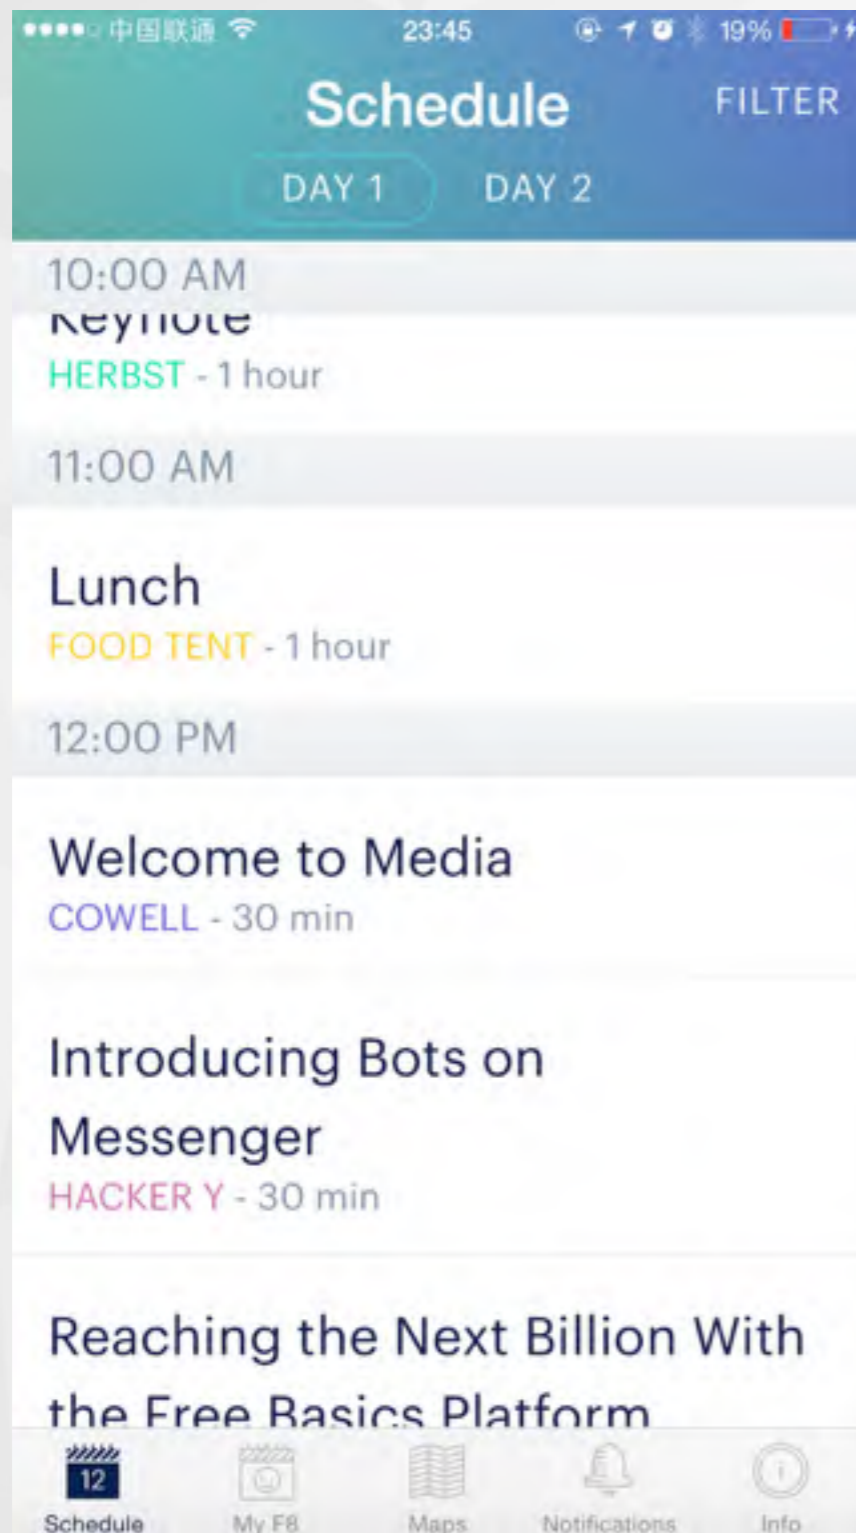 中国联通 23:45 19%
Schedule FILTER
DAY 1 DAY 2
10:00 AM
Keynote
HERBST - 1 hour
11:00 AM
Lunch
FOOD TENT - 1 hour
12:00 PM
Welcome to Media
COWELL - 30 min
Introducing Bots on
Messenger
HACKER Y - 30 min
Reaching the Next Billion With
the Free Basics Platform
12
Schedule My F8 Maps Notifications Info